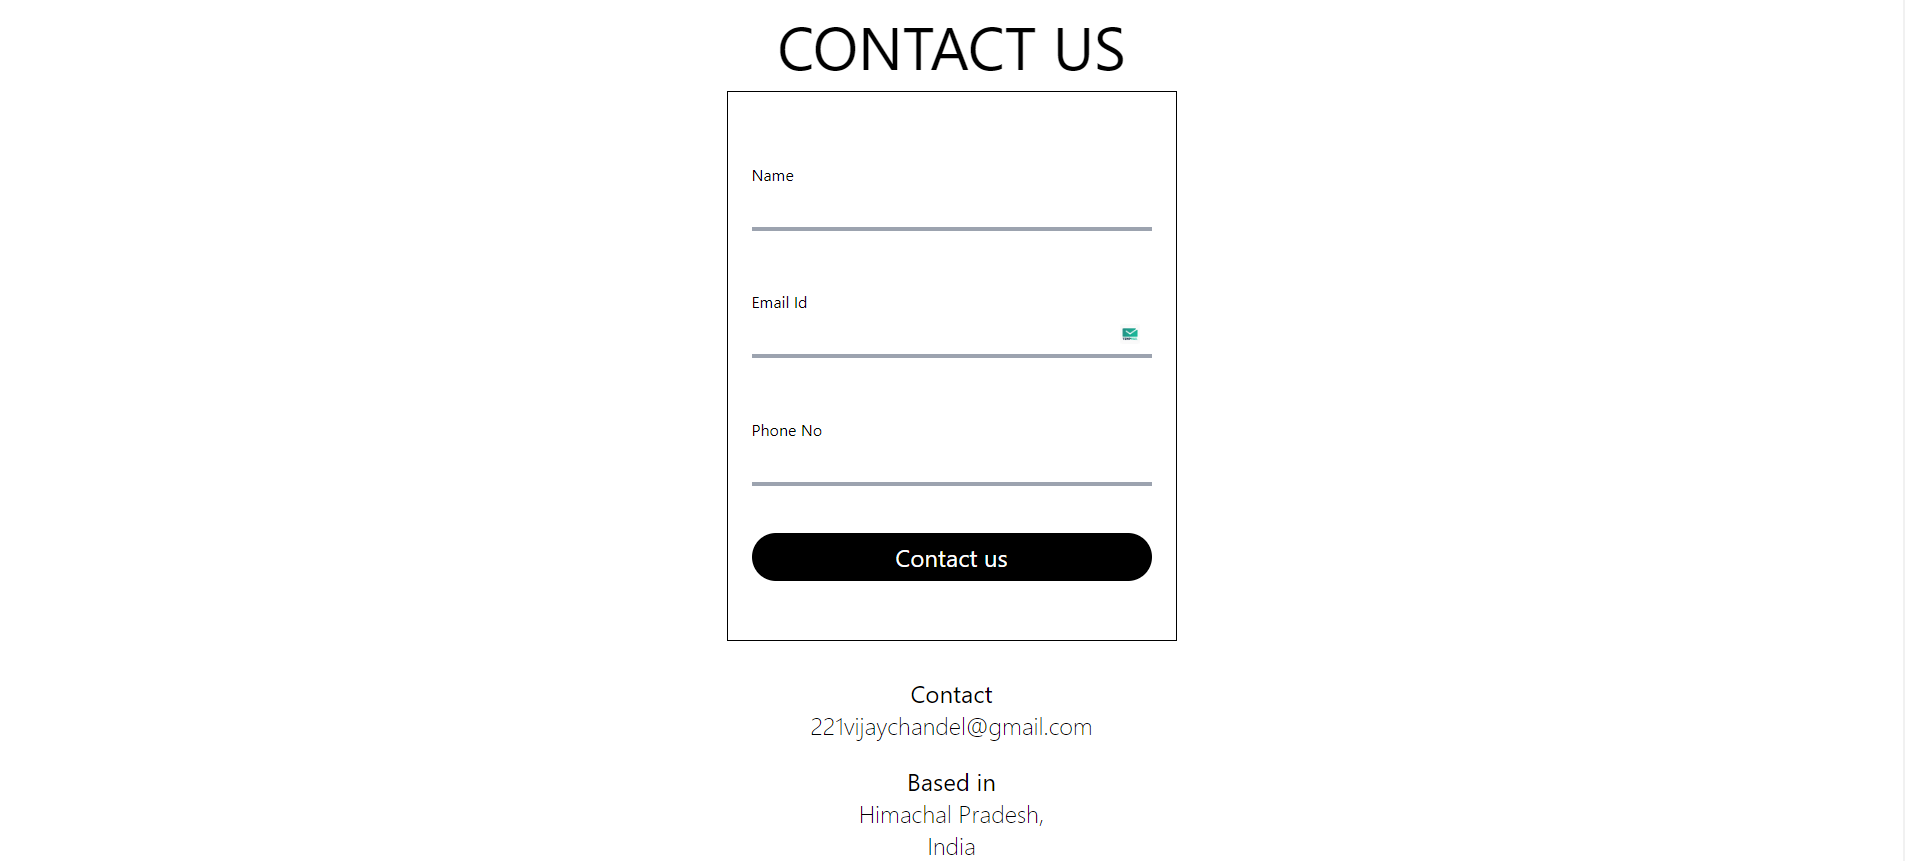 CONTACT US
Name
Email Id
Phone No
Contact us
Contact
221vijaychandel@gmail.com
Based in
Himachal Pradesh,
India